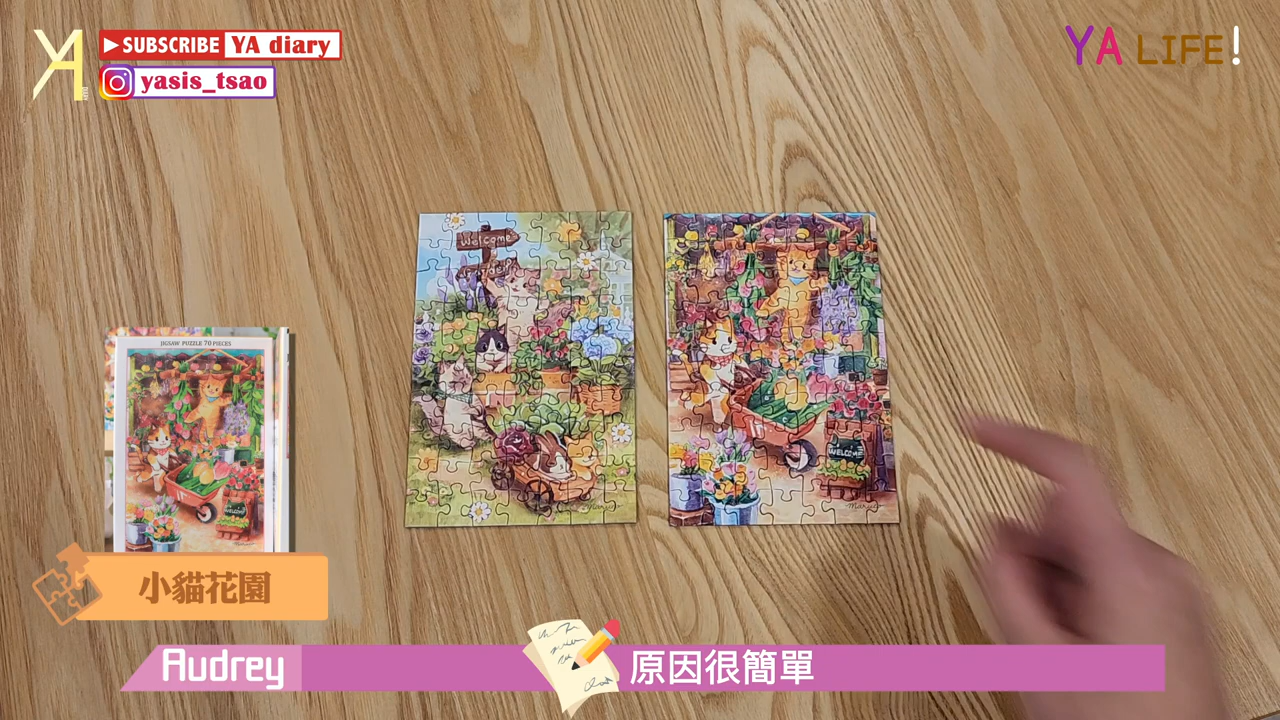 YA
SUBSCRIBE YA diary
yasis_tsao
YA LIFE!
Welcome
WELCOME
JIGSAW PUZZLE 70 PIECES
WELCOME
小貓花園
Audrey
原因很簡單